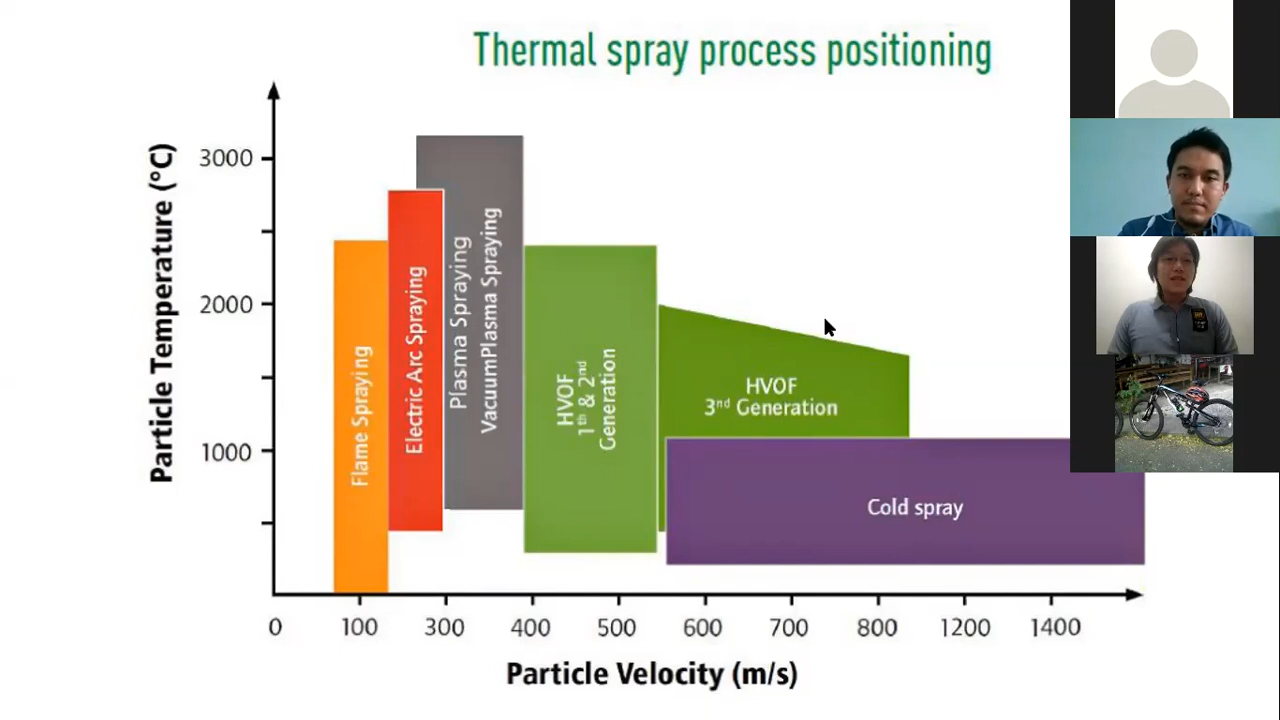 Thermal spray process positioning
Particle Temperature (°C)
3000
2000
1000
Flame Spraying
Electric Arc Spraying
Plasma Spraying
VacuumPlasma Spraying
HVOF
1th & 2nd
Generation
HVOF
3nd Generation
Cold spray
0 100 300 400 500 600 700 800 1200 1400
Particle Velocity (m/s)